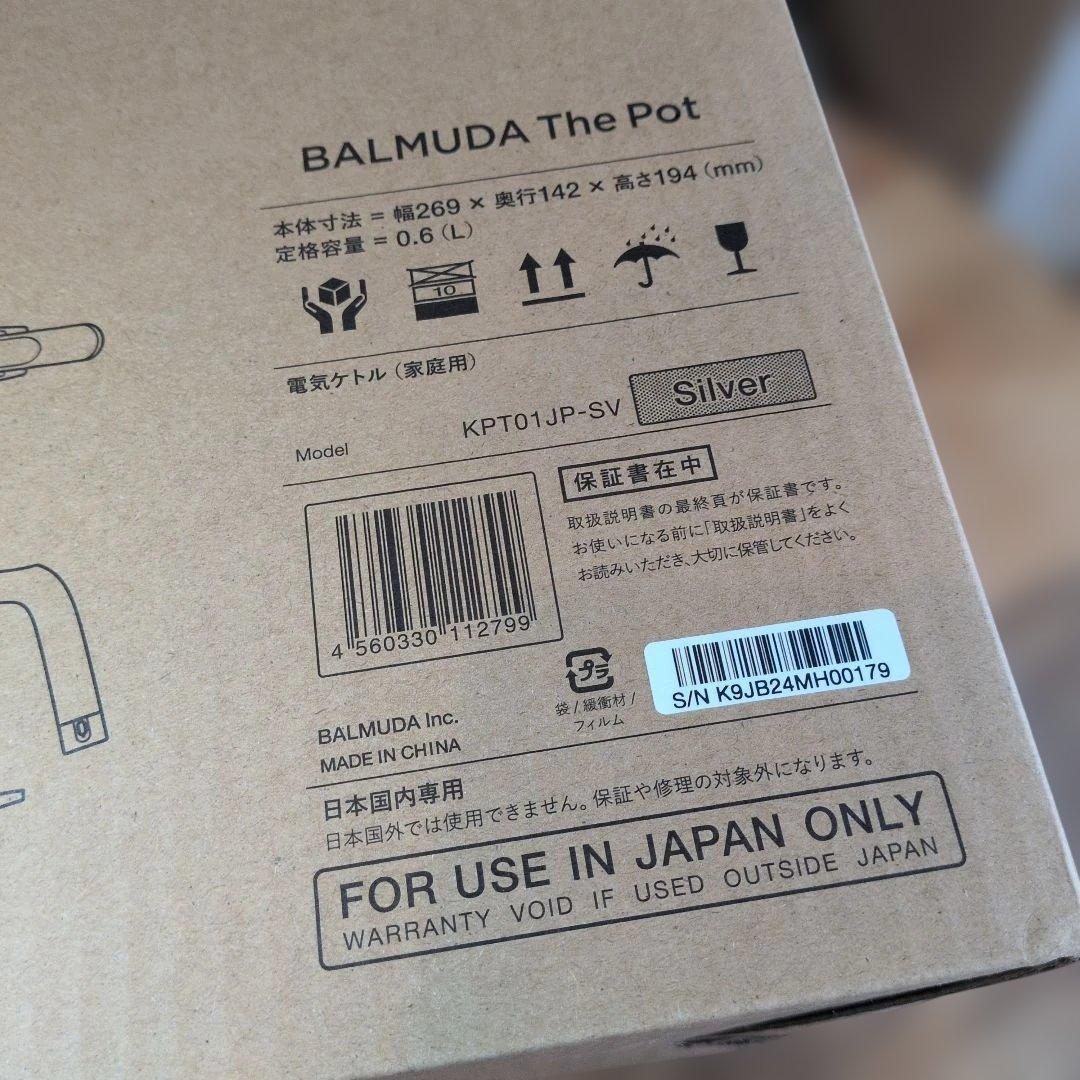 BALMUDA The Pot
本体寸法 = 幅269 × 奥行142 × 高さ194（mm）
定格容量 = 0.6（L）
10
電気ケトル（家庭用）
Model KPT01JP-SV Silver
保証書在中
取扱説明書の最終頁が保証書です。
お使いになる前に「取扱説明書」をよく
お読みいただき、大切に保管してください。
4 560330 112799
プラ
袋 / 緩衝材 /
フィルム
S/N K9JB24MH00179
BALMUDA Inc.
MADE IN CHINA
日本国内専用
日本国外では使用できません。保証や修理の対象外になります。
FOR USE IN JAPAN ONLY
WARRANTY VOID IF USED OUTSIDE JAPAN